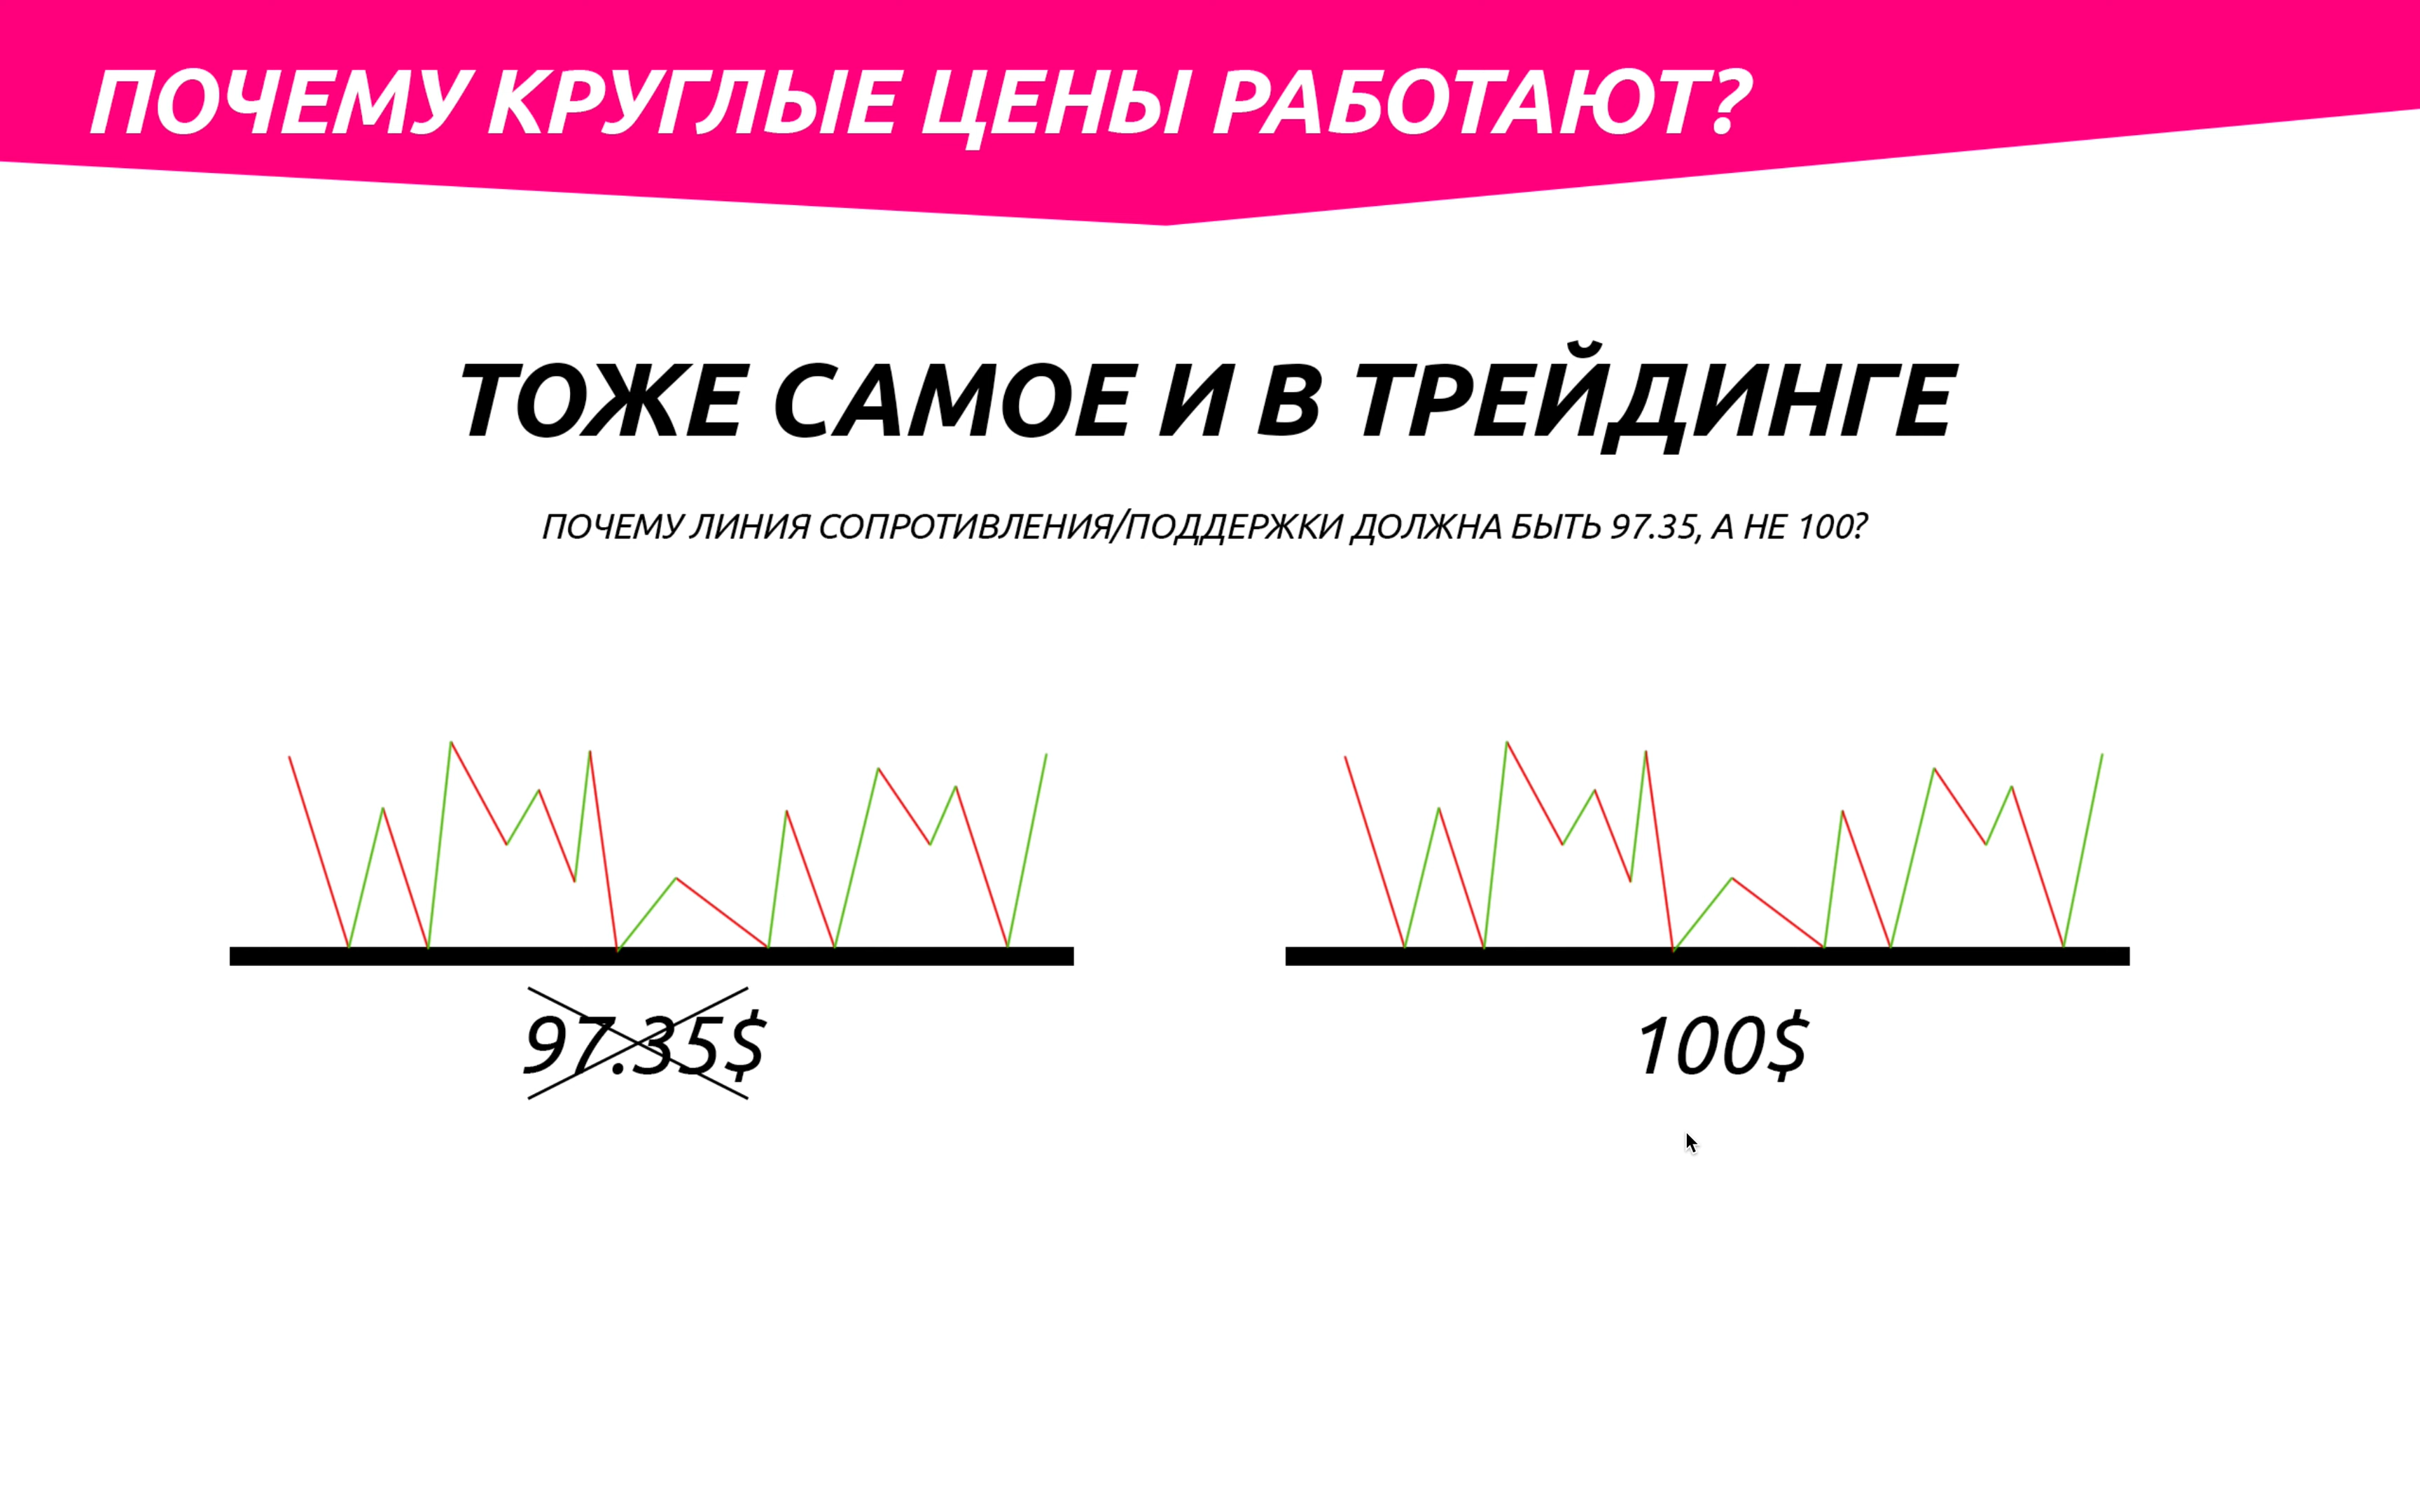 ПОЧЕМУ КРУГЛЫЕ ЦЕНЫ РАБОТАЮТ?
ТОЖЕ САМОЕ И В ТРЕЙДИНГЕ
ПОЧЕМУ ЛИНИЯ СОПРОТИВЛЕНИЯ/ПОДДЕРЖКИ ДОЛЖНА БЫТЬ 97.35, А НЕ 100?
97.35$
100$